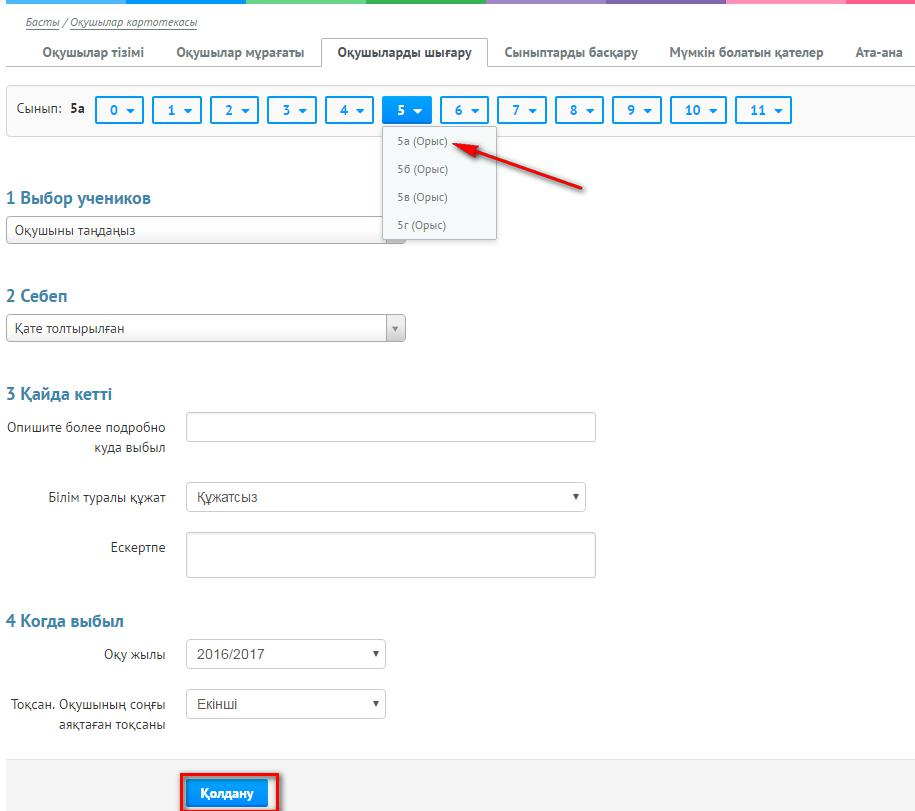 Басты / Оқушылар картотекасы
Оқушылар тізімі Оқушылар мұрағаты Оқушыларды шығару Сыныптарды басқару Мүмкін болатын қателер Ата-ана
Сынып: 5а 0 1 2 3 4 5 6 7 8 9 10 11
5а (Орыс)
5б (Орыс)
5в (Орыс)
5г (Орыс)
1 Выбор учеников
Оқушыны таңдаңыз
2 Себеп
Қате толтырылған
3 Қайда кетті
Опишите более подробно
куда выбыл
Білім туралы құжат Құжатсыз
Ескертпе
4 Когда выбыл
Оқу жылы 2016/2017
Тоқсан. Оқушының соңғы Екінші
аяқтаған тоқсаны
Қолдану